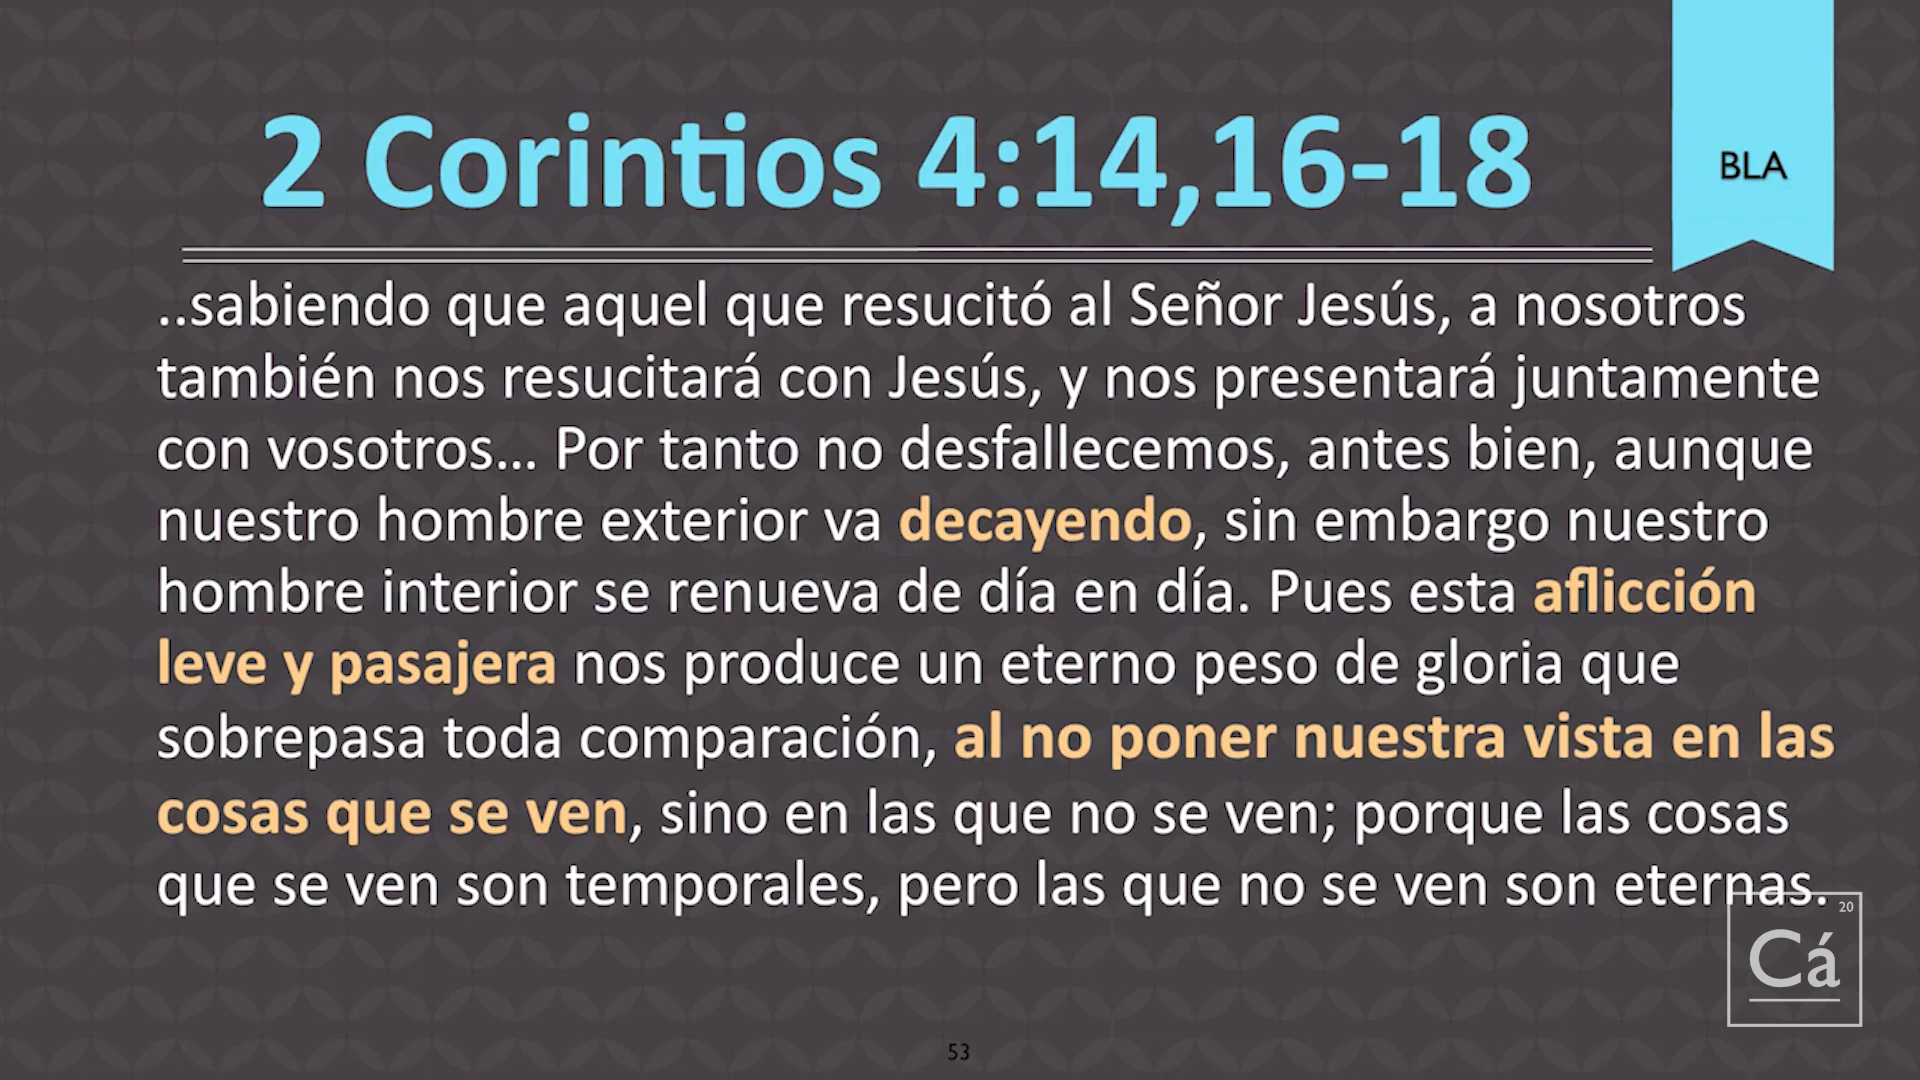 2 Corintios 4:14,16-18
BLA
..sabiendo que aquel que resucitó al Señor Jesús, a nosotros
también nos resucitará con Jesús, y nos presentará juntamente
con vosotros... Por tanto no desfallecemos, antes bien, aunque
nuestro hombre exterior va decayendo, sin embargo nuestro
hombre interior se renueva de día en día. Pues esta aflicción
leve y pasajera nos produce un eterno peso de gloria que
sobrepasa toda comparación, al no poner nuestra vista en las
cosas que se ven, sino en las que no se ven; porque las cosas
que se ven son temporales, pero las que no se ven son eternas.
20
Cá
53